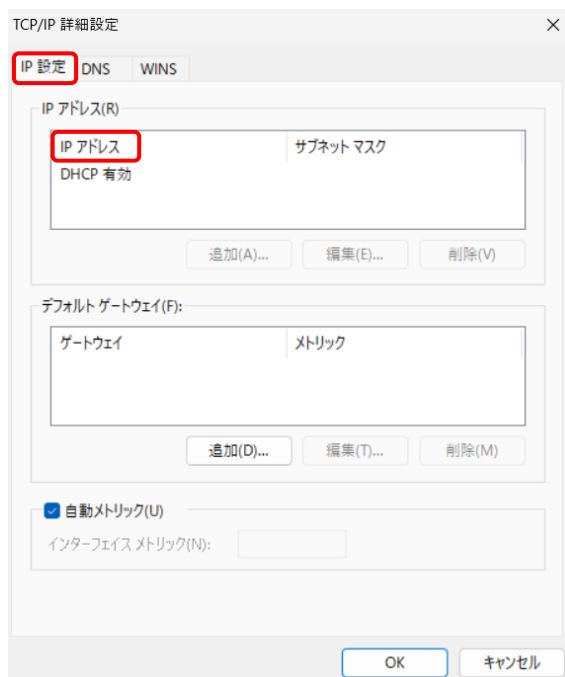 TCP/IP 詳細設定
IP 設定 DNS WINS
IP アドレス(R)
IP アドレス サブネット マスク
DHCP 有効
追加(A)... 編集(E)... 削除(V)
デフォルト ゲートウェイ(F):
ゲートウェイ メトリック
追加(D)... 編集(T)... 削除(M)
自動メトリック(U)
インターフェイス メトリック(N):
OK キャンセル